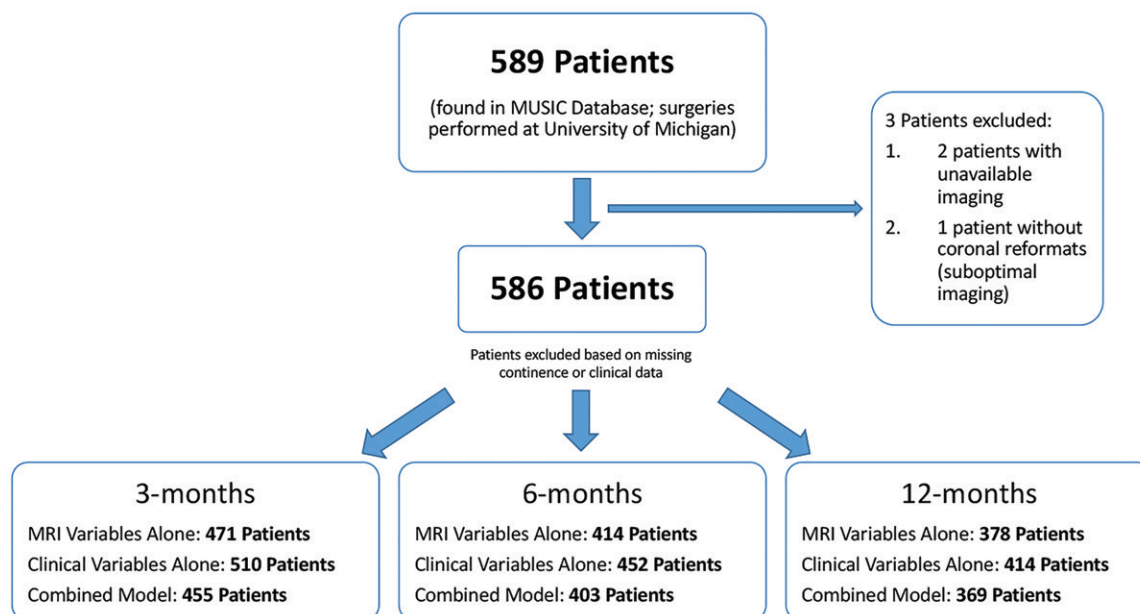 589 Patients
(found in MUSIC Database; surgeries
performed at University of Michigan)
3 Patients excluded:
1. 2 patients with
unavailable
imaging
2. 1 patient without
coronal reformats
(suboptimal
imaging)
586 Patients
Patients excluded based on missing
continence or clinical data
3-months
MRI Variables Alone: 471 Patients
Clinical Variables Alone: 510 Patients
Combined Model: 455 Patients
6-months
MRI Variables Alone: 414 Patients
Clinical Variables Alone: 452 Patients
Combined Model: 403 Patients
12-months
MRI Variables Alone: 378 Patients
Clinical Variables Alone: 414 Patients
Combined Model: 369 Patients